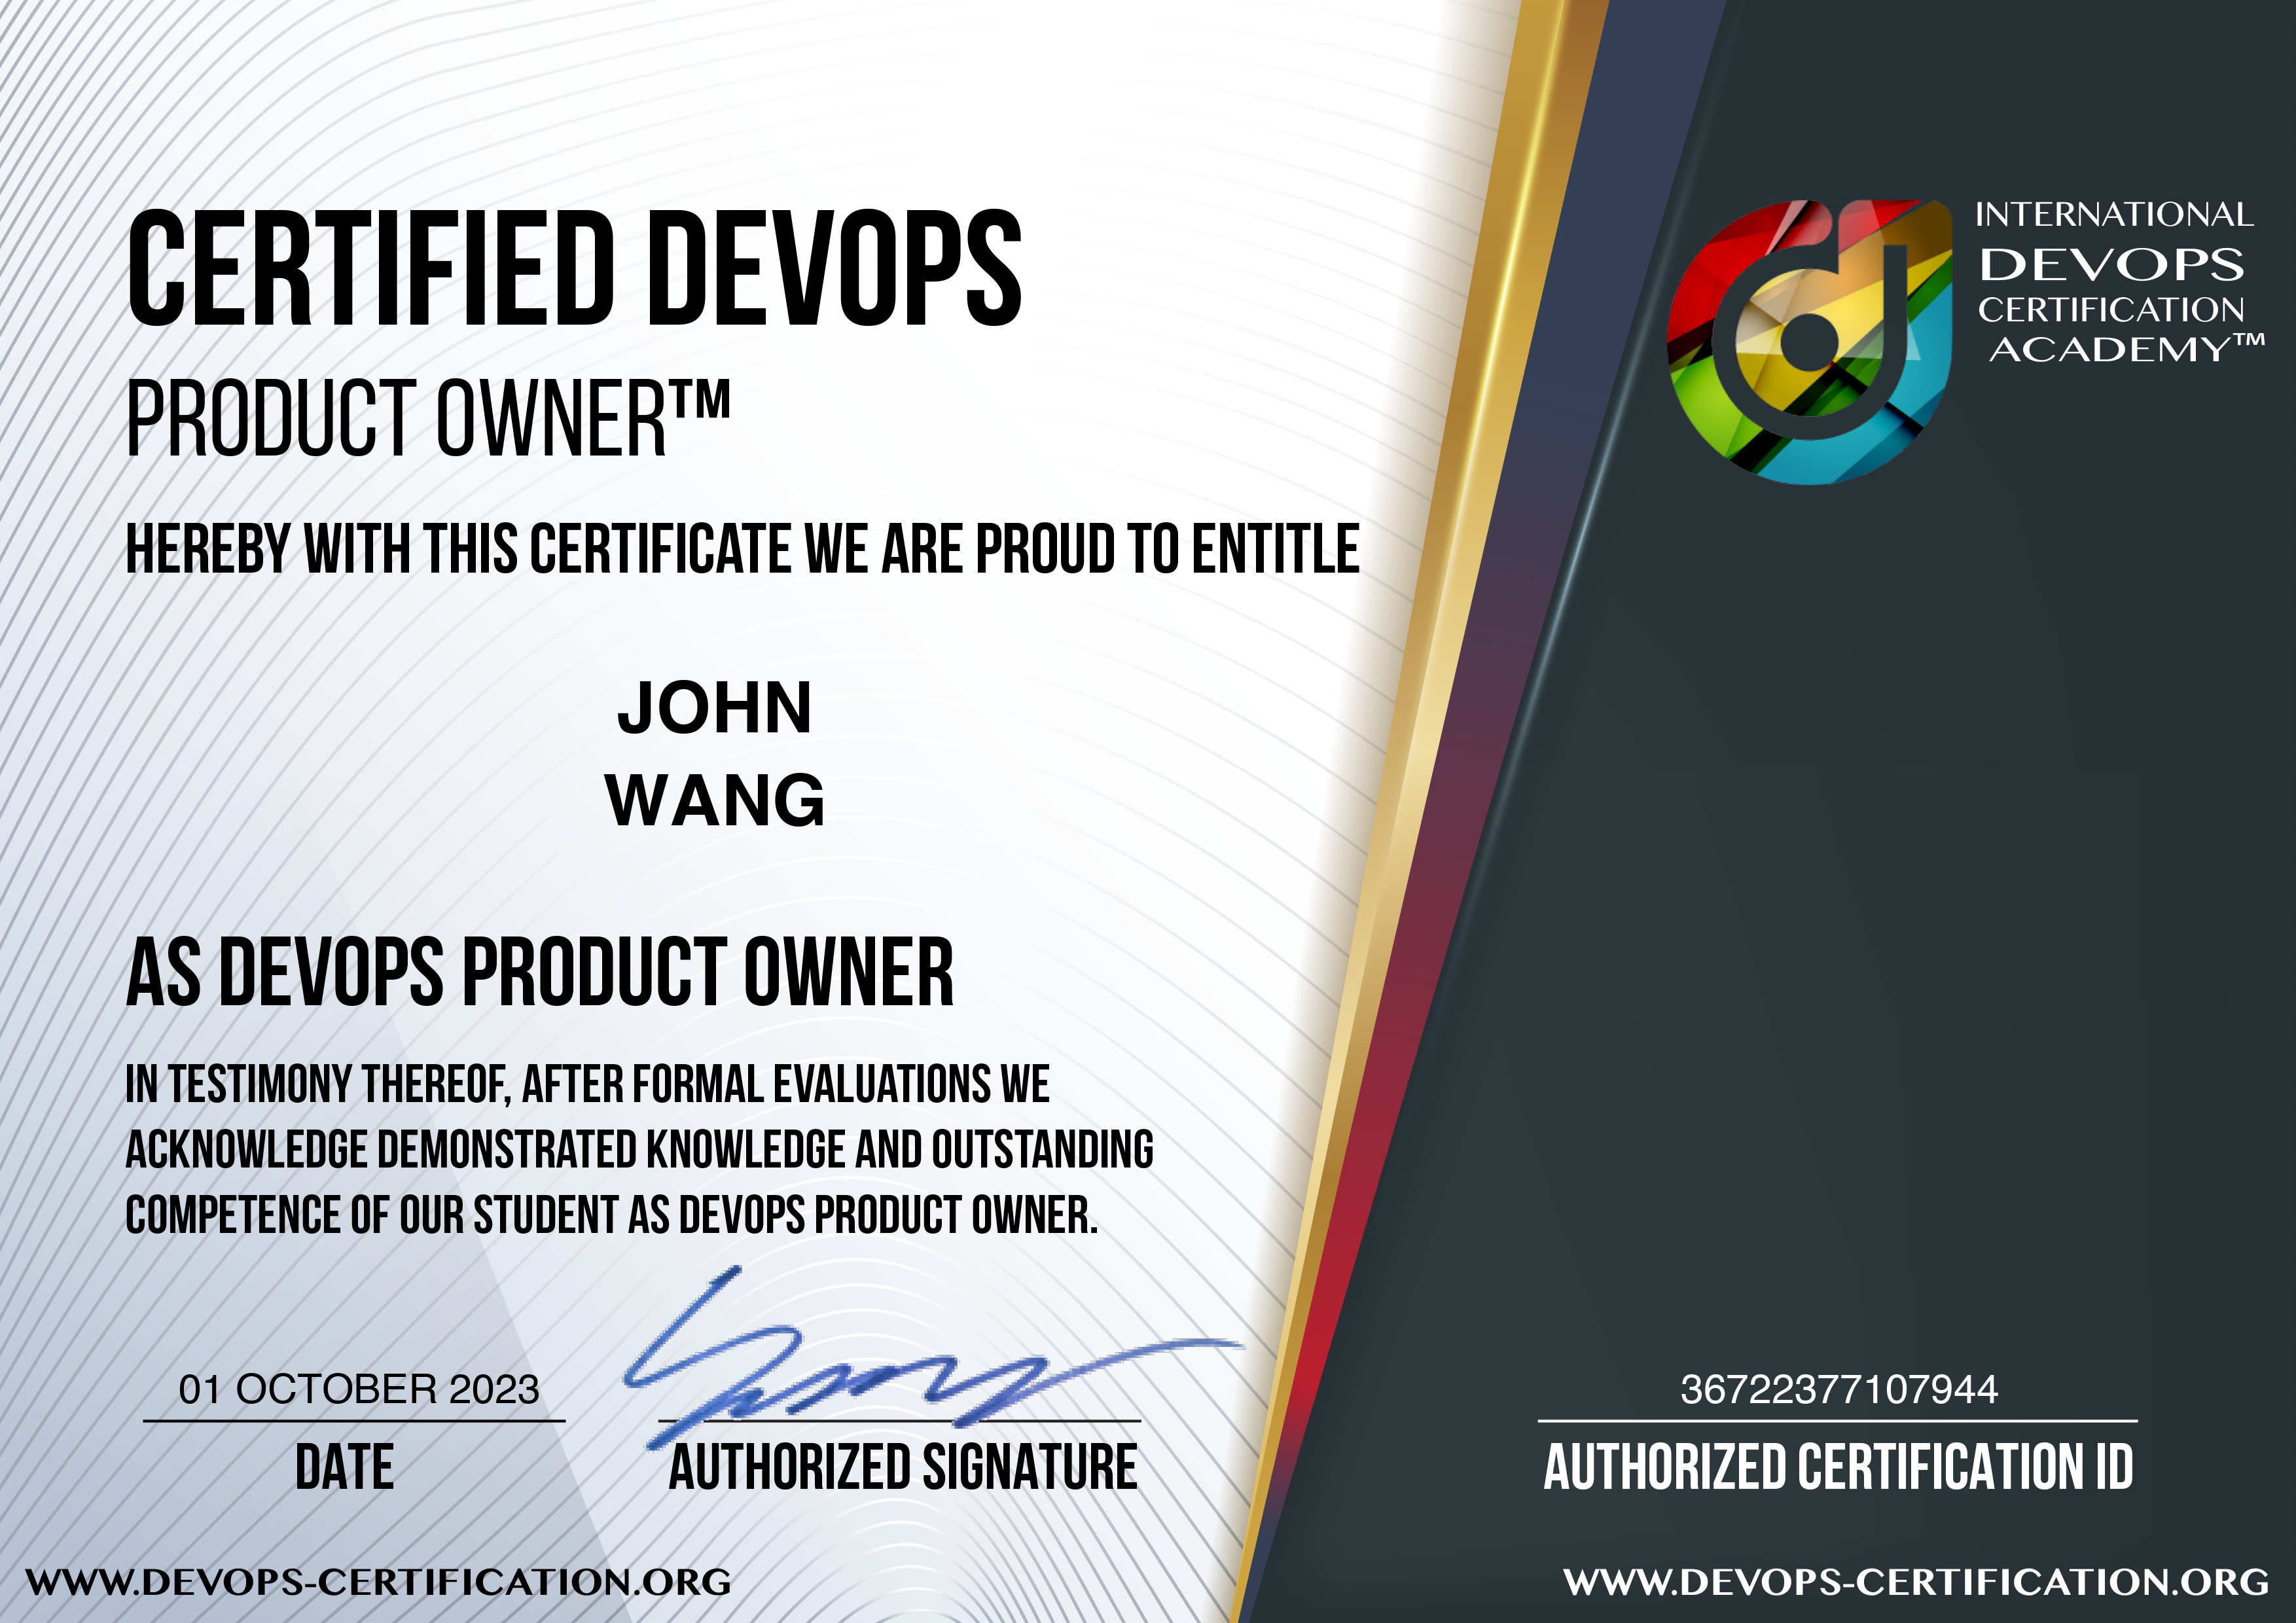 CERTIFIED DEVOPS
PRODUCT OWNER™
HEREBY WITH THIS CERTIFICATE WE ARE PROUD TO ENTITLE
JOHN
WANG
AS DEVOPS PRODUCT OWNER
IN TESTIMONY THEREOF, AFTER FORMAL EVALUATIONS WE
ACKNOWLEDGE DEMONSTRATED KNOWLEDGE AND OUTSTANDING
COMPETENCE OF OUR STUDENT AS DEVOPS PRODUCT OWNER.
01 OCTOBER 2023
DATE
AUTHORIZED SIGNATURE
WWW.DEVOPS-CERTIFICATION.ORG
INTERNATIONAL
DEVOPS
CERTIFICATION
ACADEMY™
36722377107944
AUTHORIZED CERTIFICATION ID
WWW.DEVOPS-CERTIFICATION.ORG